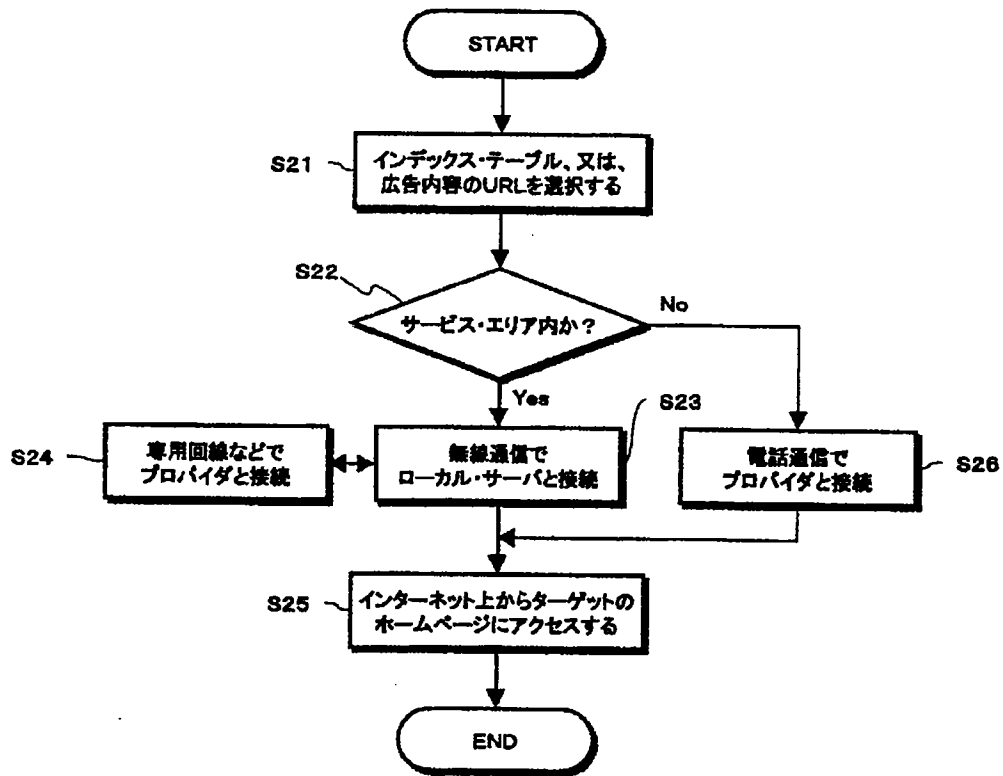 START
S21
インデックス・テーブル、又は、
広告内容のURLを選択する
S22
サービス・エリア内か？
No
Yes
S23
S24
専用回線などで
プロバイダと接続
無線通信で
ローカル・サーバと接続
電話通信で
プロバイダと接続
S26
S25
インターネット上からターゲットの
ホームページにアクセスする
END